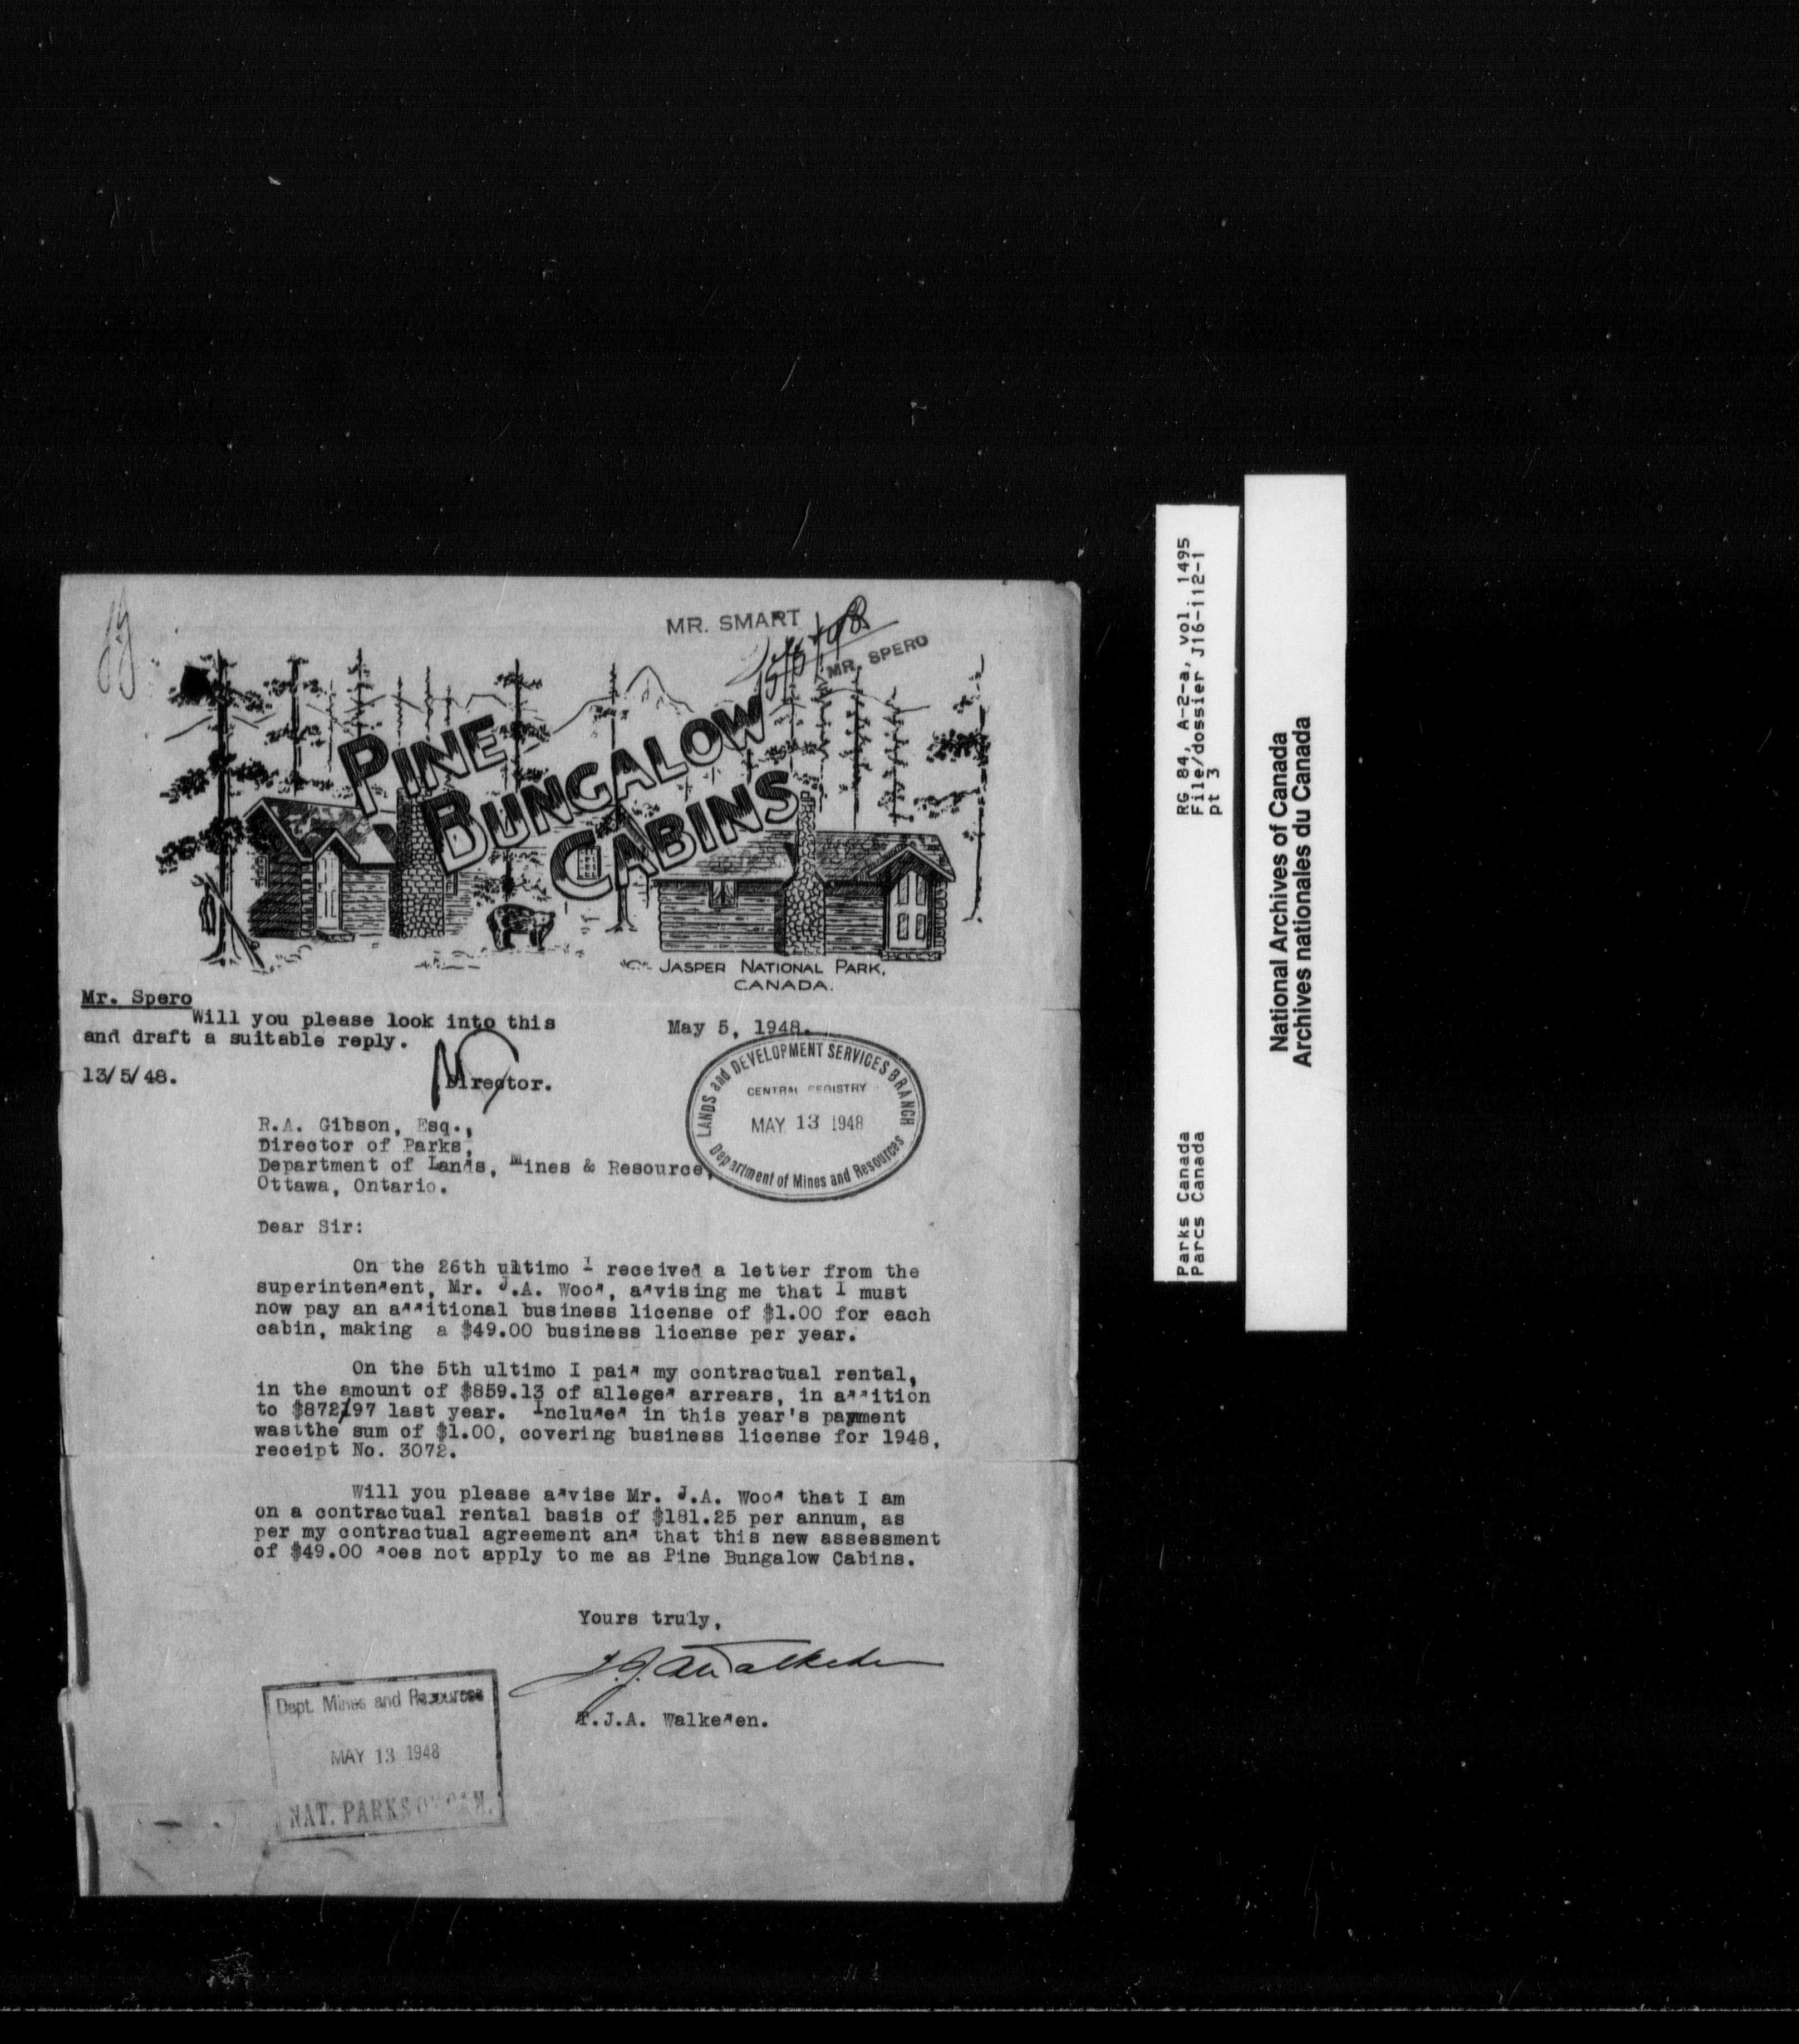 MR. SMART
MR. SPERO
PINE
BUNGALOW
CABINS
JASPER NATIONAL PARK,
CANADA.
Mr. Spero
Will you please look into this
and draft a suitable reply.
13/5/48.
Director.
May 5, 1948.
LANDS and DEVELOPMENT SERVICES BRANCH
CENTRAL REGISTRY
MAY 13 1948
Department of Mines and Resources
R.A. Gibson, Esq.,
Director of Parks,
Department of Lands, Mines & Resource,
Ottawa, Ontario.
Dear Sir:
On the 26th ultimo I received a letter from the
superintendent, Mr. J.A. Wood, advising me that I must
now pay an additional business license of $1.00 for each
cabin, making a $49.00 business license per year.
On the 5th ultimo I paid my contractual rental,
in the amount of $859.13 of alleged arrears, in addition
to $872/97 last year. Included in this year's payment
wastthe sum of $1.00, covering business license for 1948,
receipt No. 3072.
Will you please advise Mr. J.A. Wood that I am
on a contractual rental basis of $181.25 per annum, as
per my contractual agreement and that this new assessment
of $49.00 does not apply to me as Pine Bungalow Cabins.
Yours truly,
T.J.A. Walkeden.
Dept. Mines and Resources
MAY 13 1948
NAT. PARKS OF CAN.
RG 84, A-2-a, vol. 1495
File/dossier J16-112-1
pt 3
Parks Canada
Parcs Canada
National Archives of Canada
Archives nationales du Canada